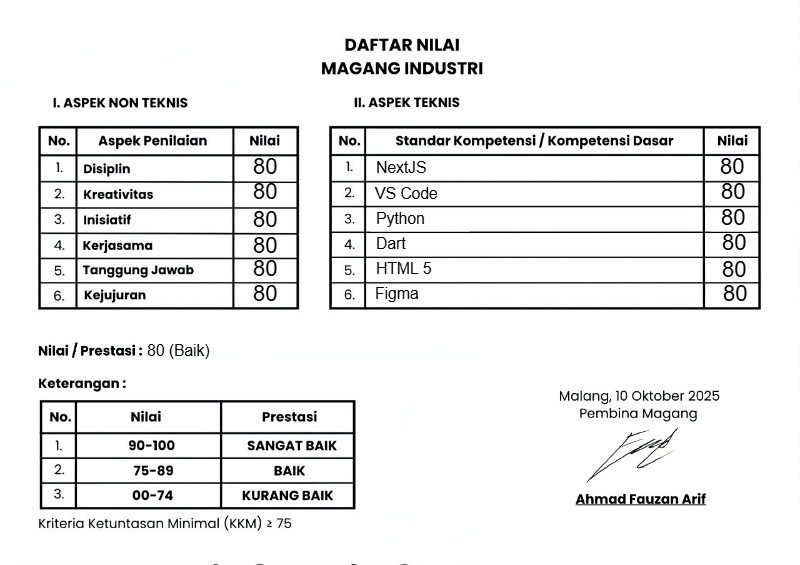 DAFTAR NILAI
MAGANG INDUSTRI
I. ASPEK NON TEKNIS
No. Aspek Penilaian Nilai
1. Disiplin 80
2. Kreativitas 80
3. Inisiatif 80
4. Kerjasama 80
5. Tanggung Jawab 80
6. Kejujuran 80
II. ASPEK TEKNIS
No. Standar Kompetensi / Kompetensi Dasar Nilai
1. NextJS 80
2. VS Code 80
3. Python 80
4. Dart 80
5. HTML 5 80
6. Figma 80
Nilai / Prestasi : 80 (Baik)
Keterangan :
No. Nilai Prestasi
1. 90-100 SANGAT BAIK
2. 75-89 BAIK
3. 00-74 KURANG BAIK
Kriteria Ketuntasan Minimal (KKM) ≥ 75
Malang, 10 Oktober 2025
Pembina Magang
Ahmad Fauzan Arif